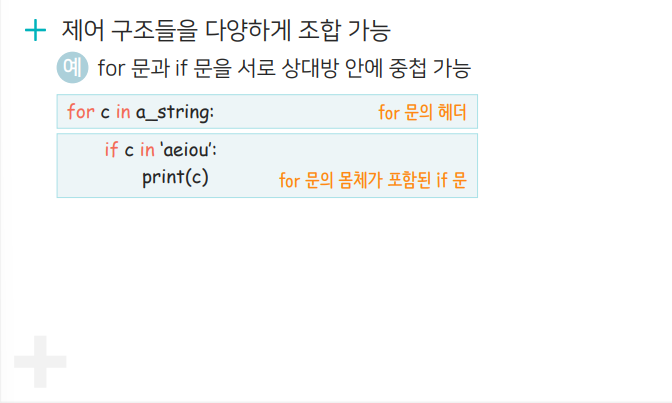 + 제어 구조들을 다양하게 조합 가능
예 for 문과 if 문을 서로 상대방 안에 중첩 가능
for c in a_string: for 문의 헤더
if c in ‘aeiou’:
print(c) for 문의 몸체가 포함된 if 문